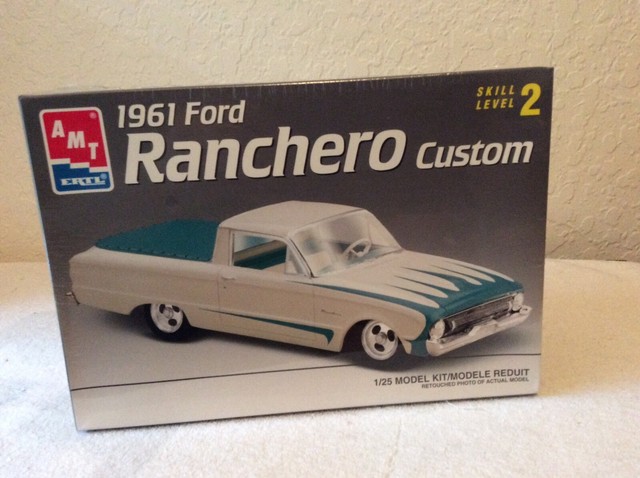 AMT
ERTL
1961 Ford
Ranchero Custom
SKILL
LEVEL 2
1/25 MODEL KIT/MODELE REDUIT
RETOUCHED PHOTO OF ACTUAL MODEL